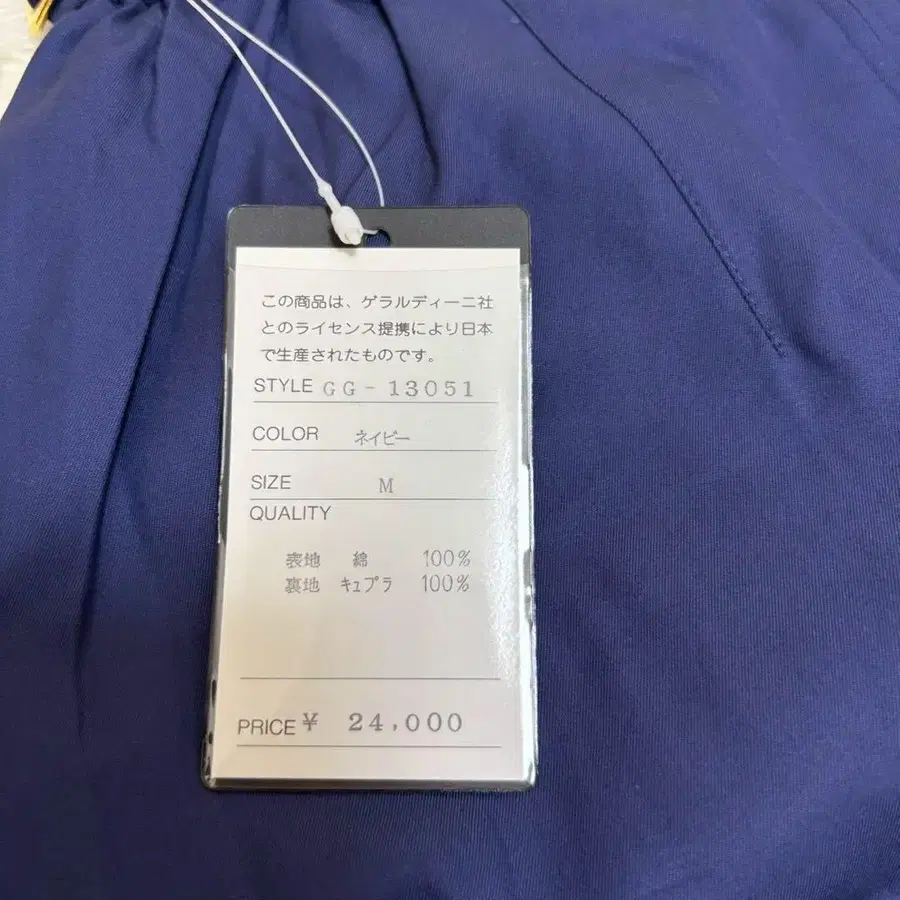 この商品は、ゲラルディーニ社
とのライセンス提携により日本
で生産されたものです。
STYLE GG-13051
COLOR ネイビー
SIZE M
QUALITY
表地 綿 100%
裏地 キュプラ 100%
PRICE ¥ 24,000